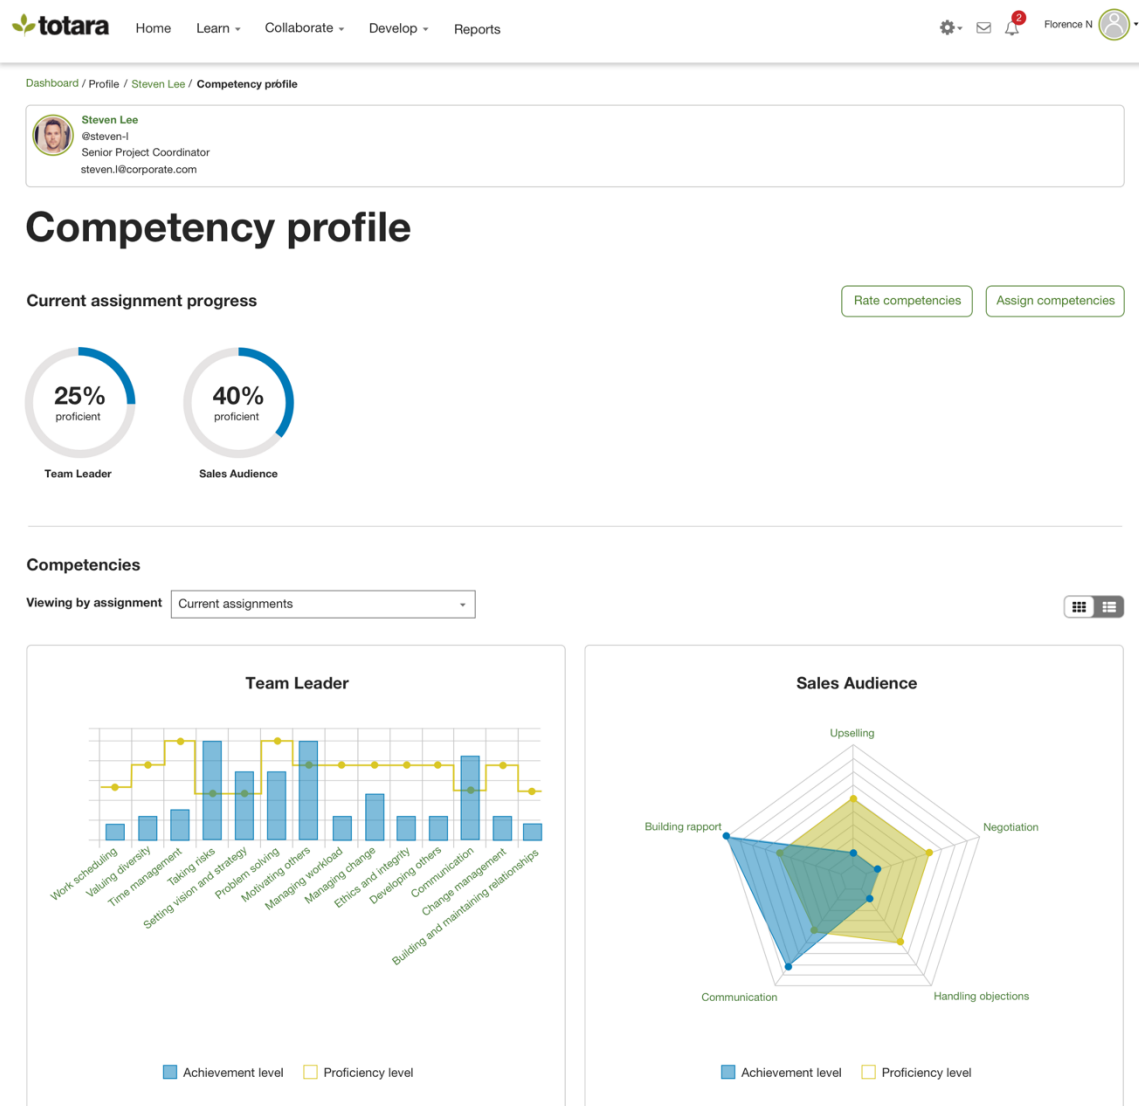 totara
Home
Learn
Collaborate
Develop
Reports
2
Florence N
Dashboard / Profile / Steven Lee / Competency profile
Steven Lee
@steven-l
Senior Project Coordinator
steven.l@corporate.com
Competency profile
Current assignment progress
Rate competencies
Assign competencies
25%
proficient
Team Leader
40%
proficient
Sales Audience
Competencies
Viewing by assignment
Current assignments
Team Leader
Work scheduling
Valuing diversity
Time management
Taking risks
Setting vision and strategy
Problem solving
Motivating others
Managing workload
Managing change
Ethics and integrity
Developing others
Communication
Change management
Building and maintaining relationships
Achievement level
Proficiency level
Sales Audience
Upselling
Building rapport
Negotiation
Communication
Handling objections
Achievement level
Proficiency level